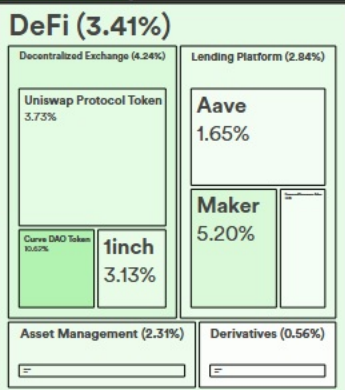 DeFi (3.41%)
Decentralized Exchange (4.24%)
Uniswap Protocol Token
3.73%
Curve DAO Token
10.62%
1inch
3.13%
Lending Platform (2.84%)
Aave
1.65%
Maker
5.20%
Asset Management (2.31%)
Derivatives (0.56%)